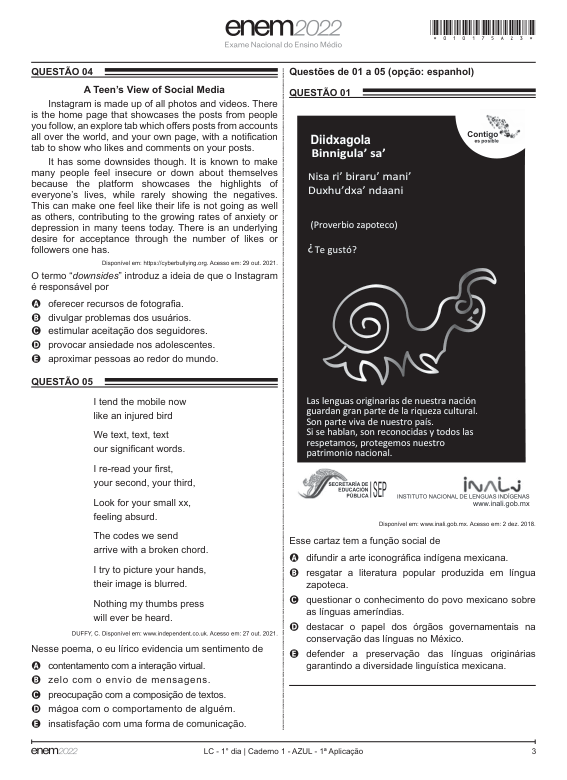 enem2022
Exame Nacional do Ensino Médio
*010175AZ3*
QUESTÃO 04
A Teen's View of Social Media
Instagram is made up of all photos and videos. There
is the home page that showcases the posts from people
you follow, an explore tab which offers posts from accounts
all over the world, and your own page, with a notification
tab to show who likes and comments on your posts.
It has some downsides though. It is known to make
many people feel insecure or down about themselves
because the platform showcases the highlights of
everyone's lives, while rarely showing the negatives.
This can make one feel like their life is not going as well
as others, contributing to the growing rates of anxiety or
depression in many teens today. There is an underlying
desire for acceptance through the number of likes or
followers one has.
Disponível em: https://cyberbullying.org. Acesso em: 29 out. 2021.
O termo “downsides” introduz a ideia de que o Instagram
é responsável por
A oferecer recursos de fotografia.
B divulgar problemas dos usuários.
C estimular aceitação dos seguidores.
D provocar ansiedade nos adolescentes.
E aproximar pessoas ao redor do mundo.
QUESTÃO 05
I tend the mobile now
like an injured bird
We text, text, text
our significant words.
I re-read your first,
your second, your third,
Look for your small xx,
feeling absurd.
The codes we send
arrive with a broken chord.
I try to picture your hands,
their image is blurred.
Nothing my thumbs press
will ever be heard.
DUFFY, C. Disponível em: www.independent.co.uk. Acesso em: 27 out. 2021.
Nesse poema, o eu lírico evidencia um sentimento de
A contentamento com a interação virtual.
B zelo com o envio de mensagens.
C preocupação com a composição de textos.
D mágoa com o comportamento de alguém.
E insatisfação com uma forma de comunicação.
Questões de 01 a 05 (opção: espanhol)
QUESTÃO 01
Contigo
es posible
Diidxagola
Binnigula’ sa’
Nisa ri’ biraru’ mani’
Duxhu’dxa’ ndaani
(Proverbio zapoteco)
¿Te gustó?
Las lenguas originarias de nuestra nación
guardan gran parte de la riqueza cultural.
Son parte viva de nuestro país.
Si se hablan, son reconocidas y todos las
respetamos, protegemos nuestro
patrimonio nacional.
SECRETARÍA DE
EDUCACIÓN
PÚBLICA
SEP
INALI
INSTITUTO NACIONAL DE LENGUAS INDÍGENAS
www.inali.gob.mx
Disponível em: www.inali.gob.mx. Acesso em: 2 dez. 2018.
Esse cartaz tem a função social de
A difundir a arte iconográfica indígena mexicana.
B resgatar a literatura popular produzida em língua
zapoteca.
C questionar o conhecimento do povo mexicano sobre
as línguas ameríndias.
D destacar o papel dos órgãos governamentais na
conservação das línguas no México.
E defender a preservação das línguas originárias
garantindo a diversidade linguística mexicana.
enem2022
LC - 1° dia | Caderno 1 - AZUL - 1ª Aplicação
3